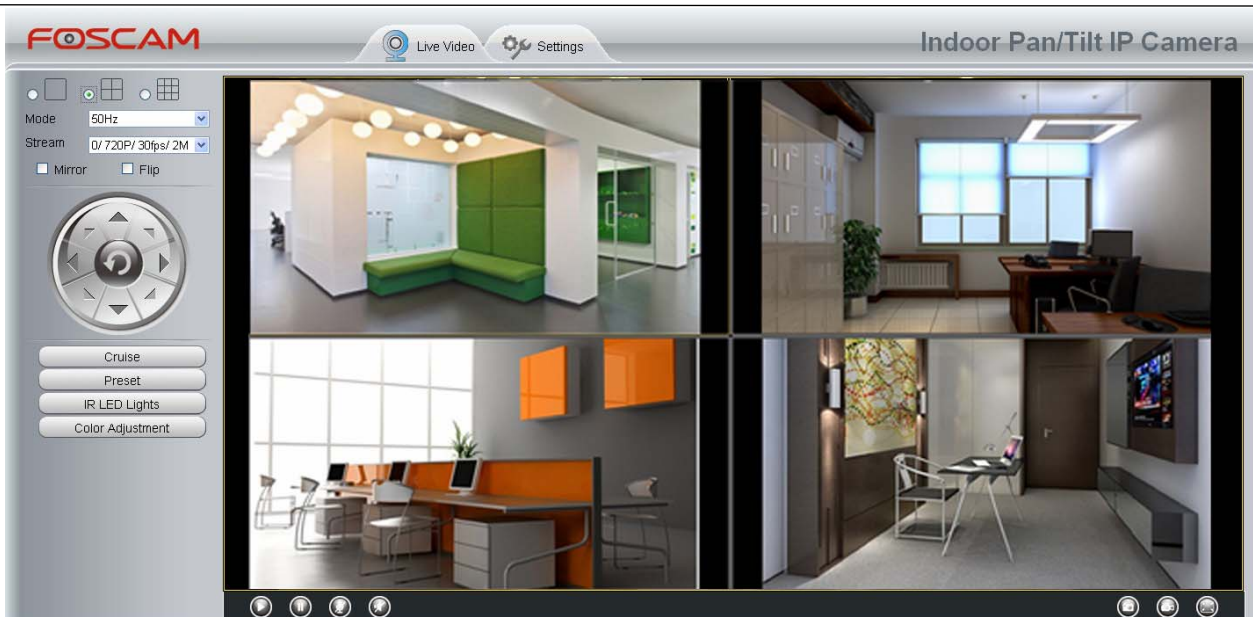 FOSCAM
Live Video
Settings
Indoor Pan/Tilt IP Camera
Mode
50Hz
Stream
0/ 720P/ 30fps/ 2M
Mirror
Flip
Cruise
Preset
IR LED Lights
Color Adjustment